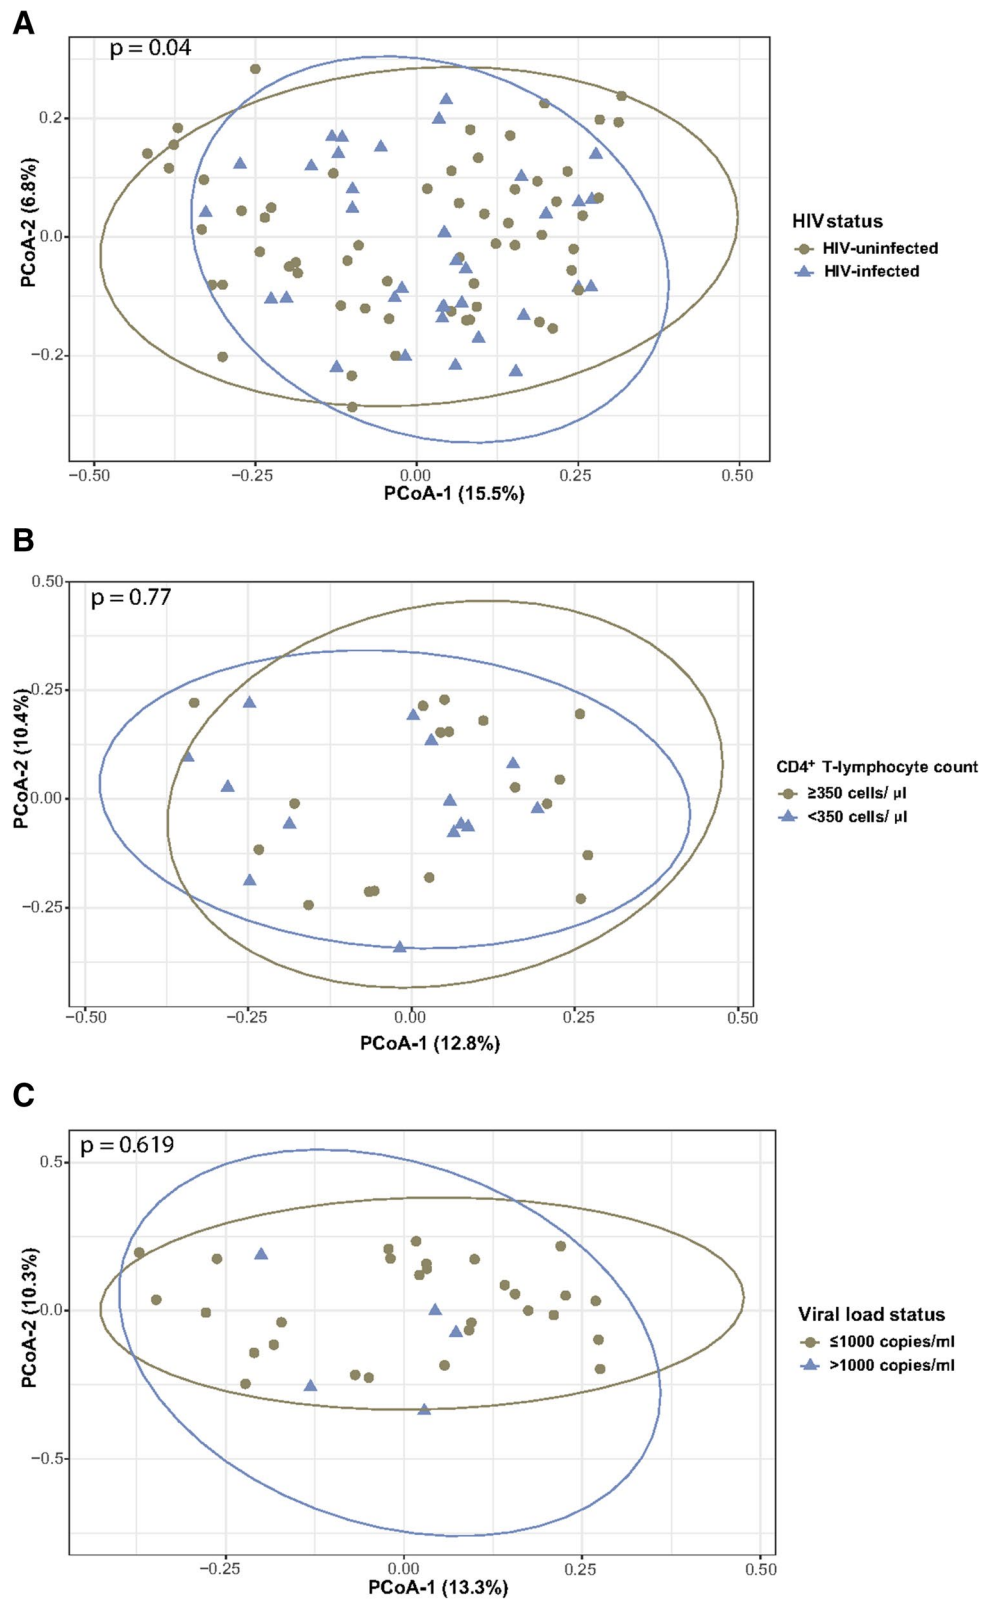 A
p = 0.04
0.2
0.0
−0.2
PCoA-2 (6.8%)
−0.50
−0.25
0.00
0.25
0.50
PCoA-1 (15.5%)
HIV status
HIV-uninfected
HIV-infected
B
p = 0.77
0.50
0.25
0.00
−0.25
PCoA-2 (10.4%)
−0.50
−0.25
0.00
0.25
0.50
PCoA-1 (12.8%)
CD4+ T-lymphocyte count
≥350 cells/ µl
<350 cells/ µl
C
p = 0.619
0.5
0.0
−0.5
PCoA-2 (10.3%)
−0.25
0.00
0.25
0.50
PCoA-1 (13.3%)
Viral load status
≤1000 copies/ml
>1000 copies/ml